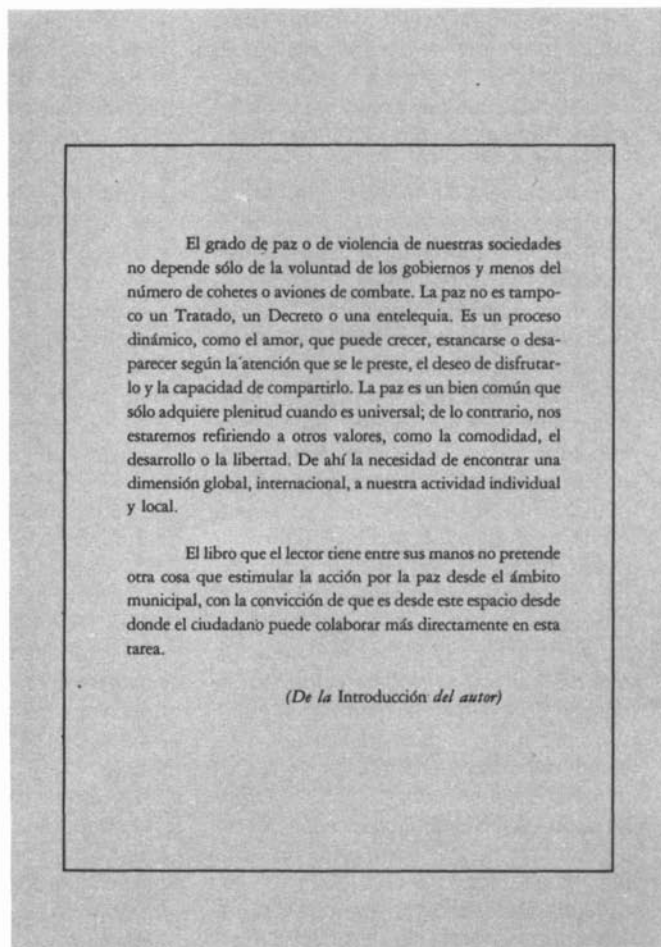 El grado de paz o de violencia de nuestras sociedades
no depende sólo de la voluntad de los gobiernos y menos del
número de cohetes o aviones de combate. La paz no es tampo-
co un Tratado, un Decreto o una entelequia. Es un proceso
dinámico, como el amor, que puede crecer, estancarse o desa-
parecer según la atención que se le preste, el deseo de disfrutar-
lo y la capacidad de compartirlo. La paz es un bien común que
sólo adquiere plenitud cuando es universal; de lo contrario, nos
estaremos refiriendo a otros valores, como la comodidad, el
desarrollo o la libertad. De ahí la necesidad de encontrar una
dimensión global, internacional, a nuestra actividad individual
y local.
El libro que el lector tiene entre sus manos no pretende
otra cosa que estimular la acción por la paz desde el ámbito
municipal, con la convicción de que es desde este espacio desde
donde el ciudadano puede colaborar más directamente en esta
tarea.
(De la Introducción del autor)